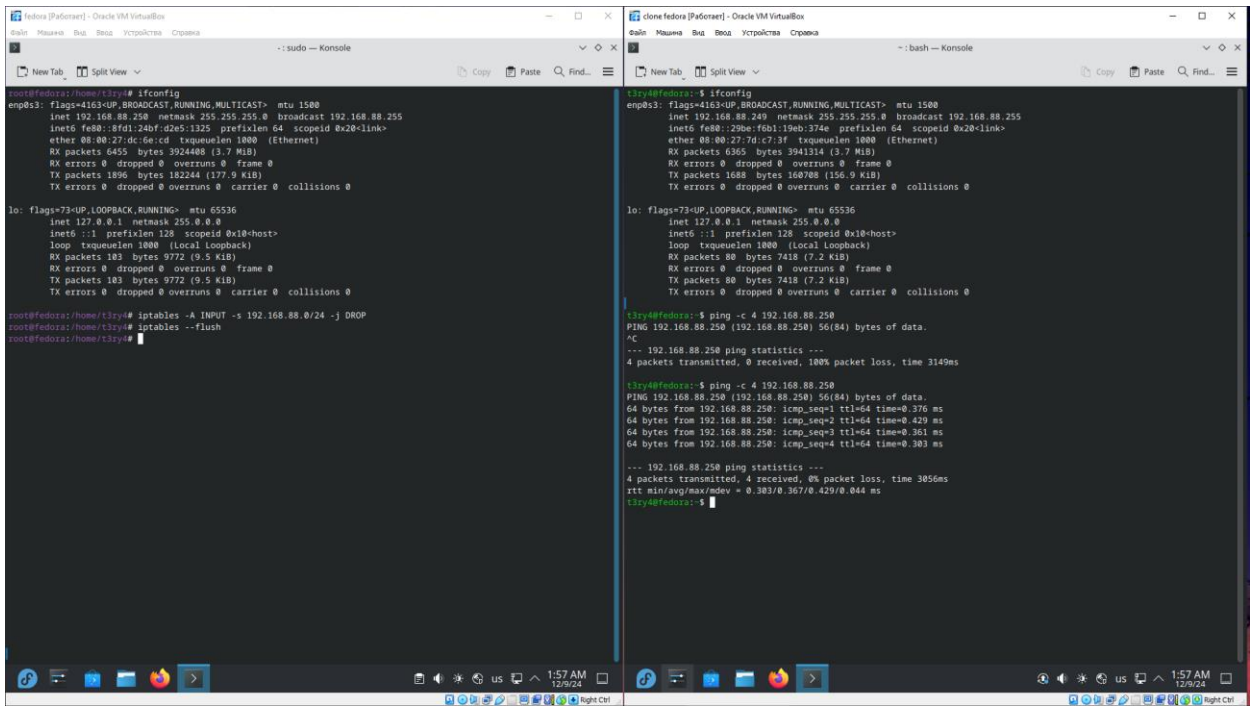 fedora [Работает] - Oracle VM VirtualBox
Файл Машина Вид Ввод Устройства Справка
~ : sudo — Konsole
New Tab Split View Copy Paste Find...
root@fedora:/home/t3ry4# ifconfig
enp0s3: flags=4163<UP,BROADCAST,RUNNING,MULTICAST> mtu 1500
inet 192.168.88.250 netmask 255.255.255.0 broadcast 192.168.88.255
inet6 fe80::8fd1:24bf:d2e5:1325 prefixlen 64 scopeid 0x20<link>
ether 08:00:27:dc:6e:cd txqueuelen 1000 (Ethernet)
RX packets 6455 bytes 3924408 (3.7 MiB)
RX errors 0 dropped 0 overruns 0 frame 0
TX packets 1896 bytes 182244 (177.9 KiB)
TX errors 0 dropped 0 overruns 0 carrier 0 collisions 0
lo: flags=73<UP,LOOPBACK,RUNNING> mtu 65536
inet 127.0.0.1 netmask 255.0.0.0
inet6 ::1 prefixlen 128 scopeid 0x10<host>
loop txqueuelen 1000 (Local Loopback)
RX packets 103 bytes 9772 (9.5 KiB)
RX errors 0 dropped 0 overruns 0 frame 0
TX packets 103 bytes 9772 (9.5 KiB)
TX errors 0 dropped 0 overruns 0 carrier 0 collisions 0
root@fedora:/home/t3ry4# iptables -A INPUT -s 192.168.88.0/24 -j DROP
root@fedora:/home/t3ry4# iptables --flush
root@fedora:/home/t3ry4#
us 1:57 AM
12/9/24
Right Ctrl
clone fedora [Работает] - Oracle VM VirtualBox
Файл Машина Вид Ввод Устройства Справка
~ : bash — Konsole
New Tab Split View Copy Paste Find...
t3ry4@fedora:~$ ifconfig
enp0s3: flags=4163<UP,BROADCAST,RUNNING,MULTICAST> mtu 1500
inet 192.168.88.249 netmask 255.255.255.0 broadcast 192.168.88.255
inet6 fe80::29be:f6b1:19eb:374e prefixlen 64 scopeid 0x20<link>
ether 08:00:27:7d:c7:3f txqueuelen 1000 (Ethernet)
RX packets 6365 bytes 3941314 (3.7 MiB)
RX errors 0 dropped 0 overruns 0 frame 0
TX packets 1688 bytes 160708 (156.9 KiB)
TX errors 0 dropped 0 overruns 0 carrier 0 collisions 0
lo: flags=73<UP,LOOPBACK,RUNNING> mtu 65536
inet 127.0.0.1 netmask 255.0.0.0
inet6 ::1 prefixlen 128 scopeid 0x10<host>
loop txqueuelen 1000 (Local Loopback)
RX packets 80 bytes 7418 (7.2 KiB)
RX errors 0 dropped 0 overruns 0 frame 0
TX packets 80 bytes 7418 (7.2 KiB)
TX errors 0 dropped 0 overruns 0 carrier 0 collisions 0
t3ry4@fedora:~$ ping -c 4 192.168.88.250
PING 192.168.88.250 (192.168.88.250) 56(84) bytes of data.
^C
--- 192.168.88.250 ping statistics ---
4 packets transmitted, 0 received, 100% packet loss, time 3149ms
t3ry4@fedora:~$ ping -c 4 192.168.88.250
PING 192.168.88.250 (192.168.88.250) 56(84) bytes of data.
64 bytes from 192.168.88.250: icmp_seq=1 ttl=64 time=0.376 ms
64 bytes from 192.168.88.250: icmp_seq=2 ttl=64 time=0.429 ms
64 bytes from 192.168.88.250: icmp_seq=3 ttl=64 time=0.361 ms
64 bytes from 192.168.88.250: icmp_seq=4 ttl=64 time=0.303 ms
--- 192.168.88.250 ping statistics ---
4 packets transmitted, 4 received, 0% packet loss, time 3056ms
rtt min/avg/max/mdev = 0.303/0.367/0.429/0.044 ms
t3ry4@fedora:~$
us 1:57 AM
12/9/24
Right Ctrl